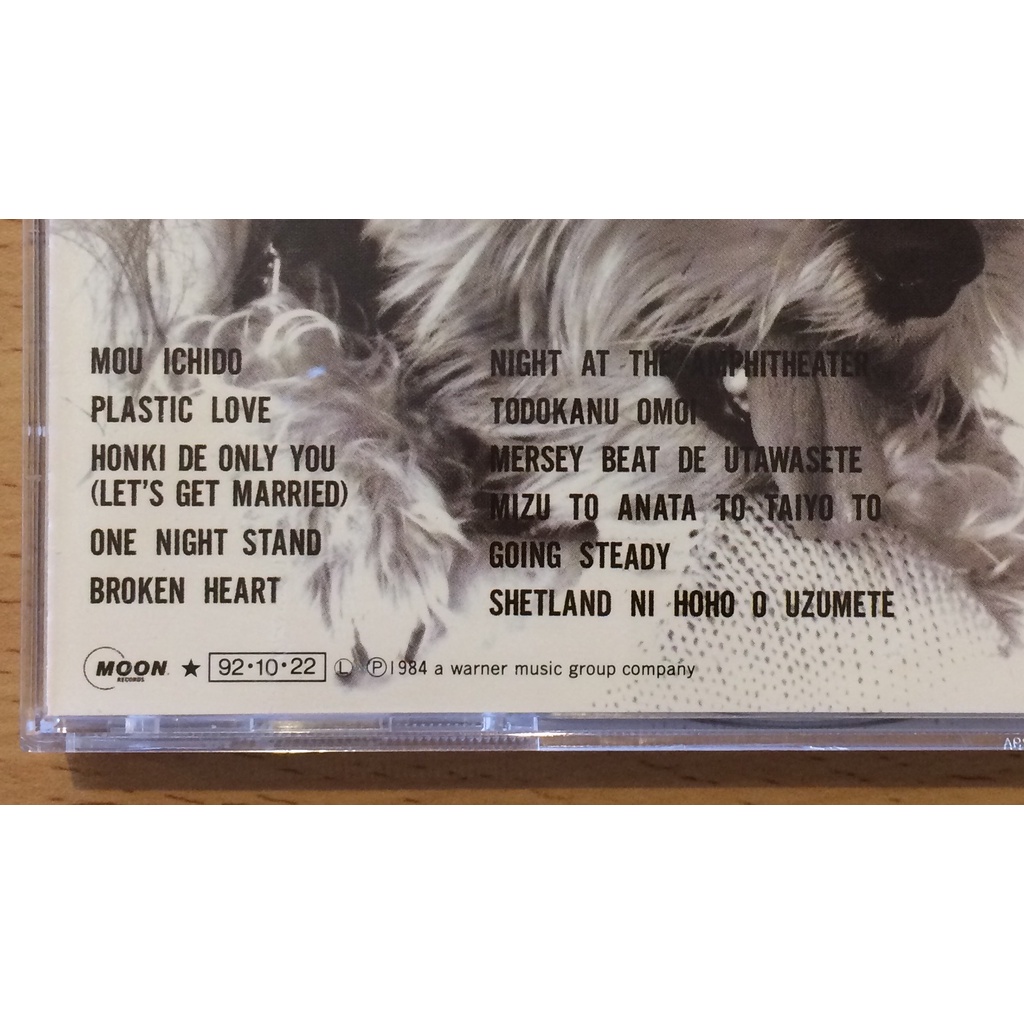 MOU ICHIDO
PLASTIC LOVE
HONKI DE ONLY YOU
(LET'S GET MARRIED)
ONE NIGHT STAND
BROKEN HEART
NIGHT AT THE AMPHITHEATER
TODOKANU OMOI
MERSEY BEAT DE UTAWASETE
MIZU TO ANATA TO TAIYO TO
GOING STEADY
SHETLAND NI HOHO O UZUMETE
MOON RECORDS ★ 92・10・22 Ⓛ Ⓟ1984 a warner music group company